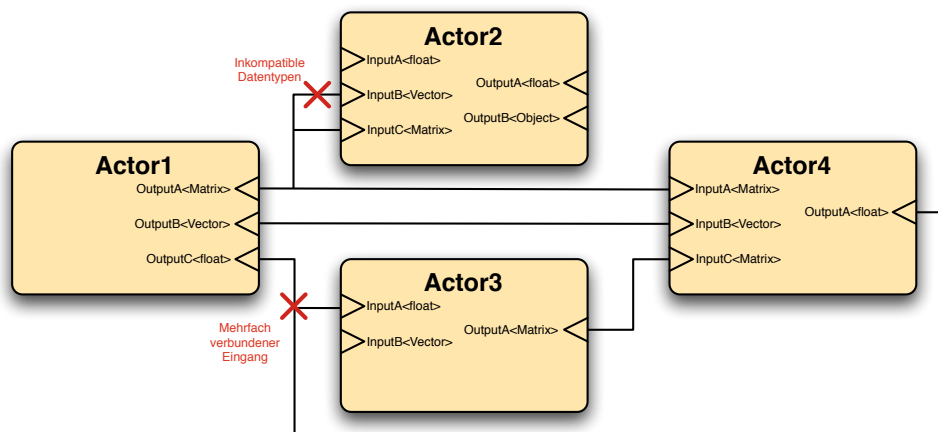 Actor2
Inkompatible
Datentypen
InputA<float>
InputB<Vector>
InputC<Matrix>
OutputA<float>
OutputB<Object>
Actor1
OutputA<Matrix>
OutputB<Vector>
OutputC<float>
Actor4
InputA<Matrix>
InputB<Vector>
InputC<Matrix>
OutputA<float>
Actor3
InputA<float>
InputB<Vector>
OutputA<Matrix>
Mehrfach
verbundener
Eingang